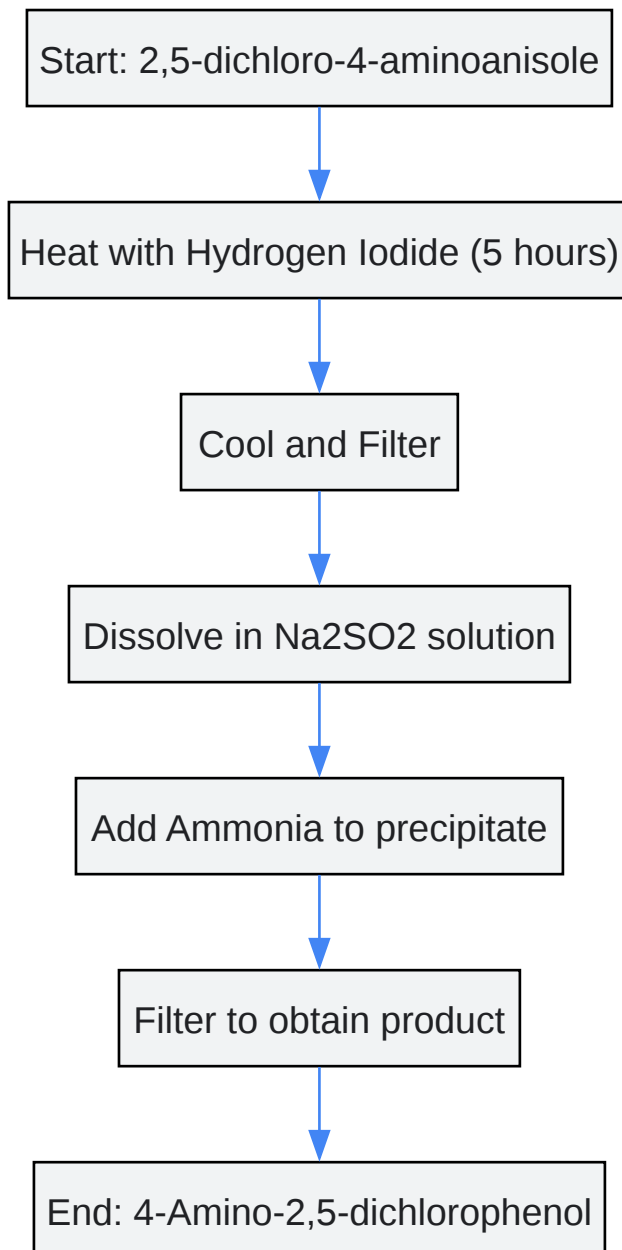 Start: 2,5-dichloro-4-aminoanisole
Heat with Hydrogen Iodide (5 hours)
Cool and Filter
Dissolve in Na2SO2 solution
Add Ammonia to precipitate
Filter to obtain product
End: 4-Amino-2,5-dichlorophenol